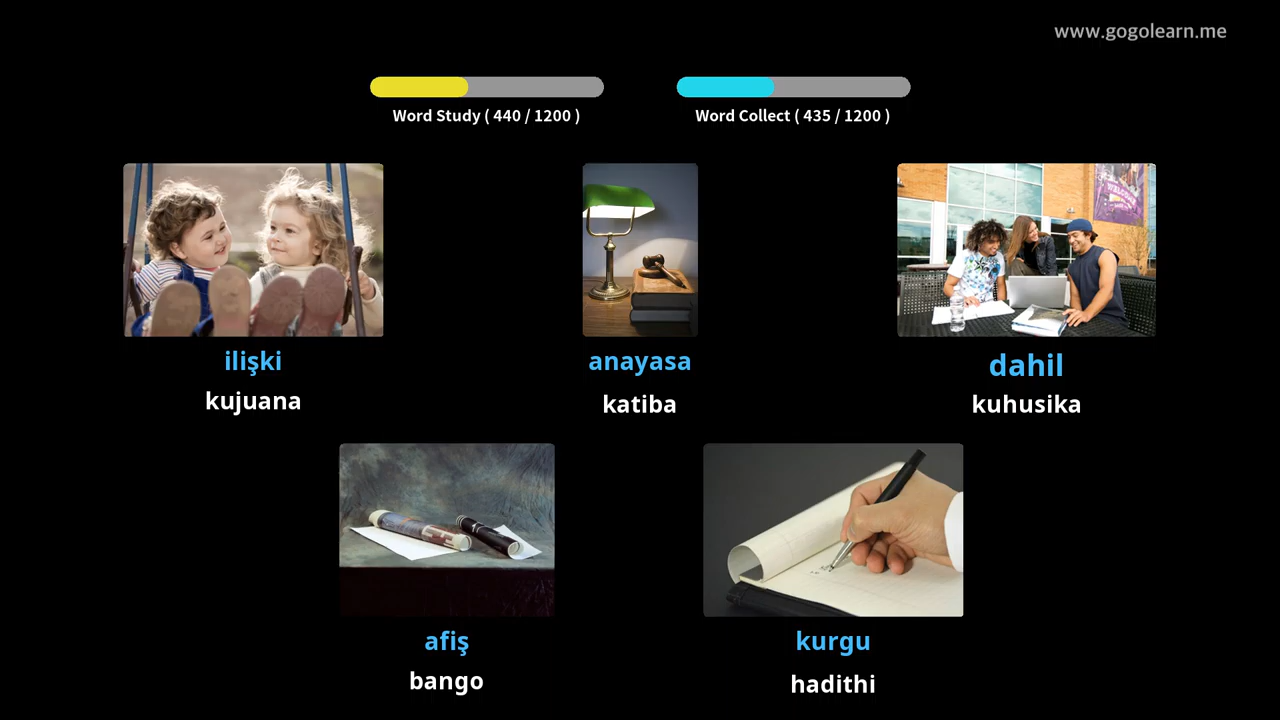 www.gogolearn.me
Word Study ( 440 / 1200 )
Word Collect ( 435 / 1200 )
WELCOME
ilişki
kujuana
anayasa
katiba
dahil
kuhusika
afiş
bango
kurgu
hadithi